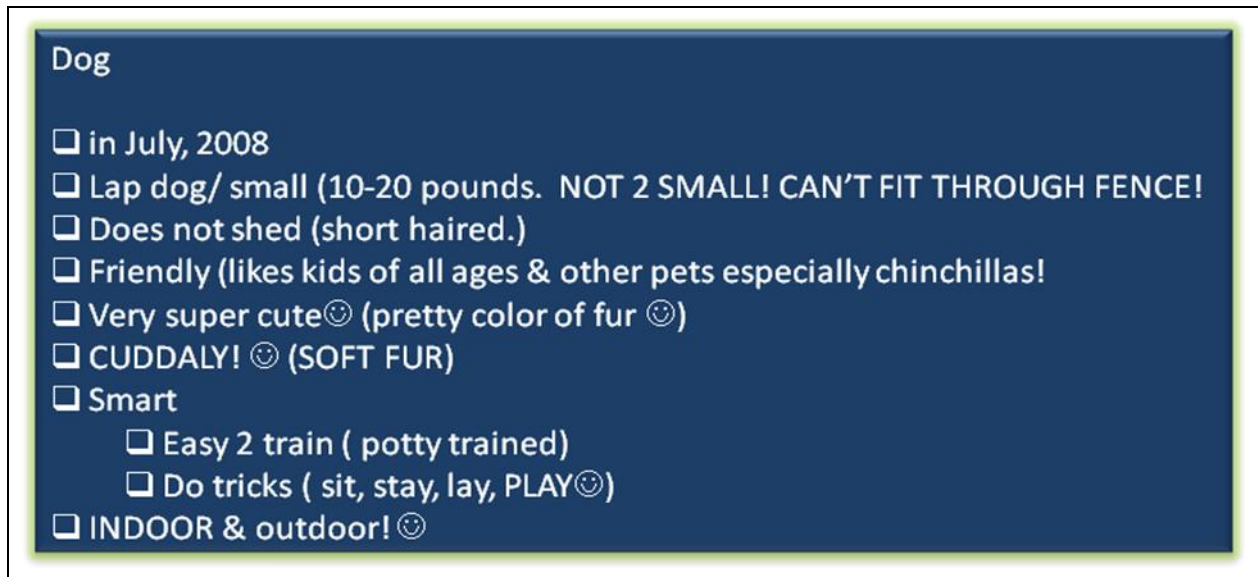 Dog
❑ in July, 2008
❑ Lap dog/ small (10-20 pounds.  NOT 2 SMALL! CAN'T FIT THROUGH FENCE!
❑ Does not shed (short haired.)
❑ Friendly (likes kids of all ages & other pets especially chinchillas!
❑ Very super cute☺ (pretty color of fur ☺)
❑ CUDDALY! ☺ (SOFT FUR)
❑ Smart
❑ Easy 2 train ( potty trained)
❑ Do tricks ( sit, stay, lay, PLAY☺)
❑ INDOOR & outdoor! ☺